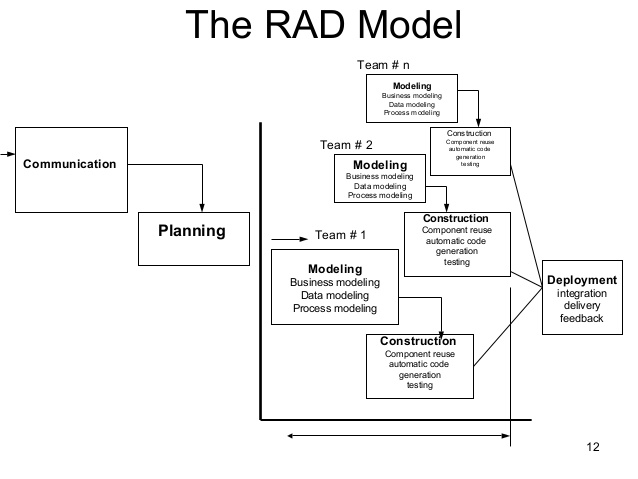 The RAD Model
Team # n
Modeling
Business modeling
Data modeling
Process modeling
Construction
Component reuse
automatic code
generation
testing
Team # 2
Modeling
Business modeling
Data modeling
Process modeling
Construction
Component reuse
automatic code
generation
testing
Communication
Planning
Team # 1
Modeling
Business modeling
Data modeling
Process modeling
Construction
Component reuse
automatic code
generation
testing
Deployment
integration
delivery
feedback
12